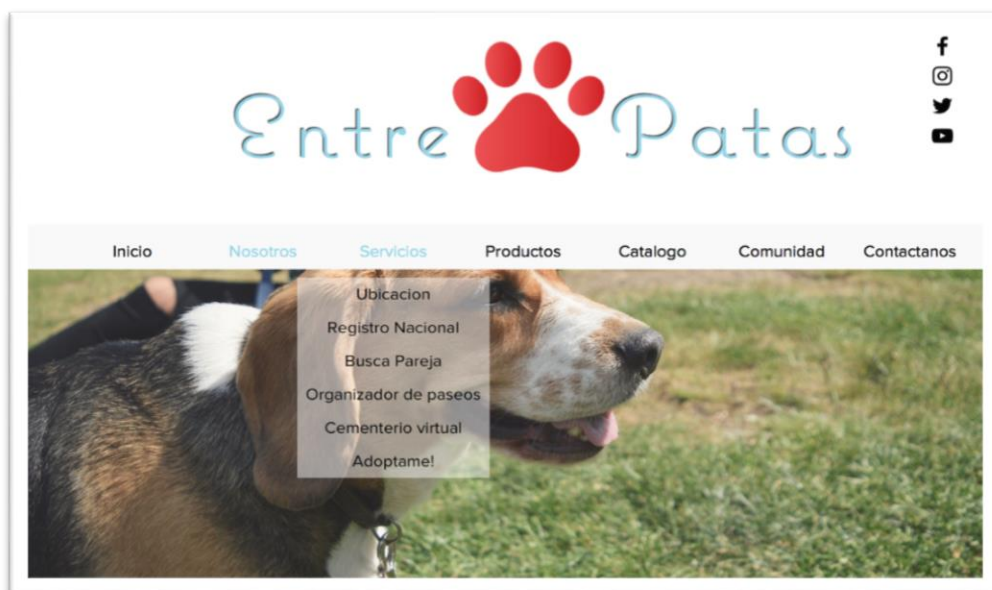 Entre Patas
Inicio Nosotros Servicios Productos Catalogo Comunidad Contactanos
Ubicacion
Registro Nacional
Busca Pareja
Organizador de paseos
Cementerio virtual
Adoptame!